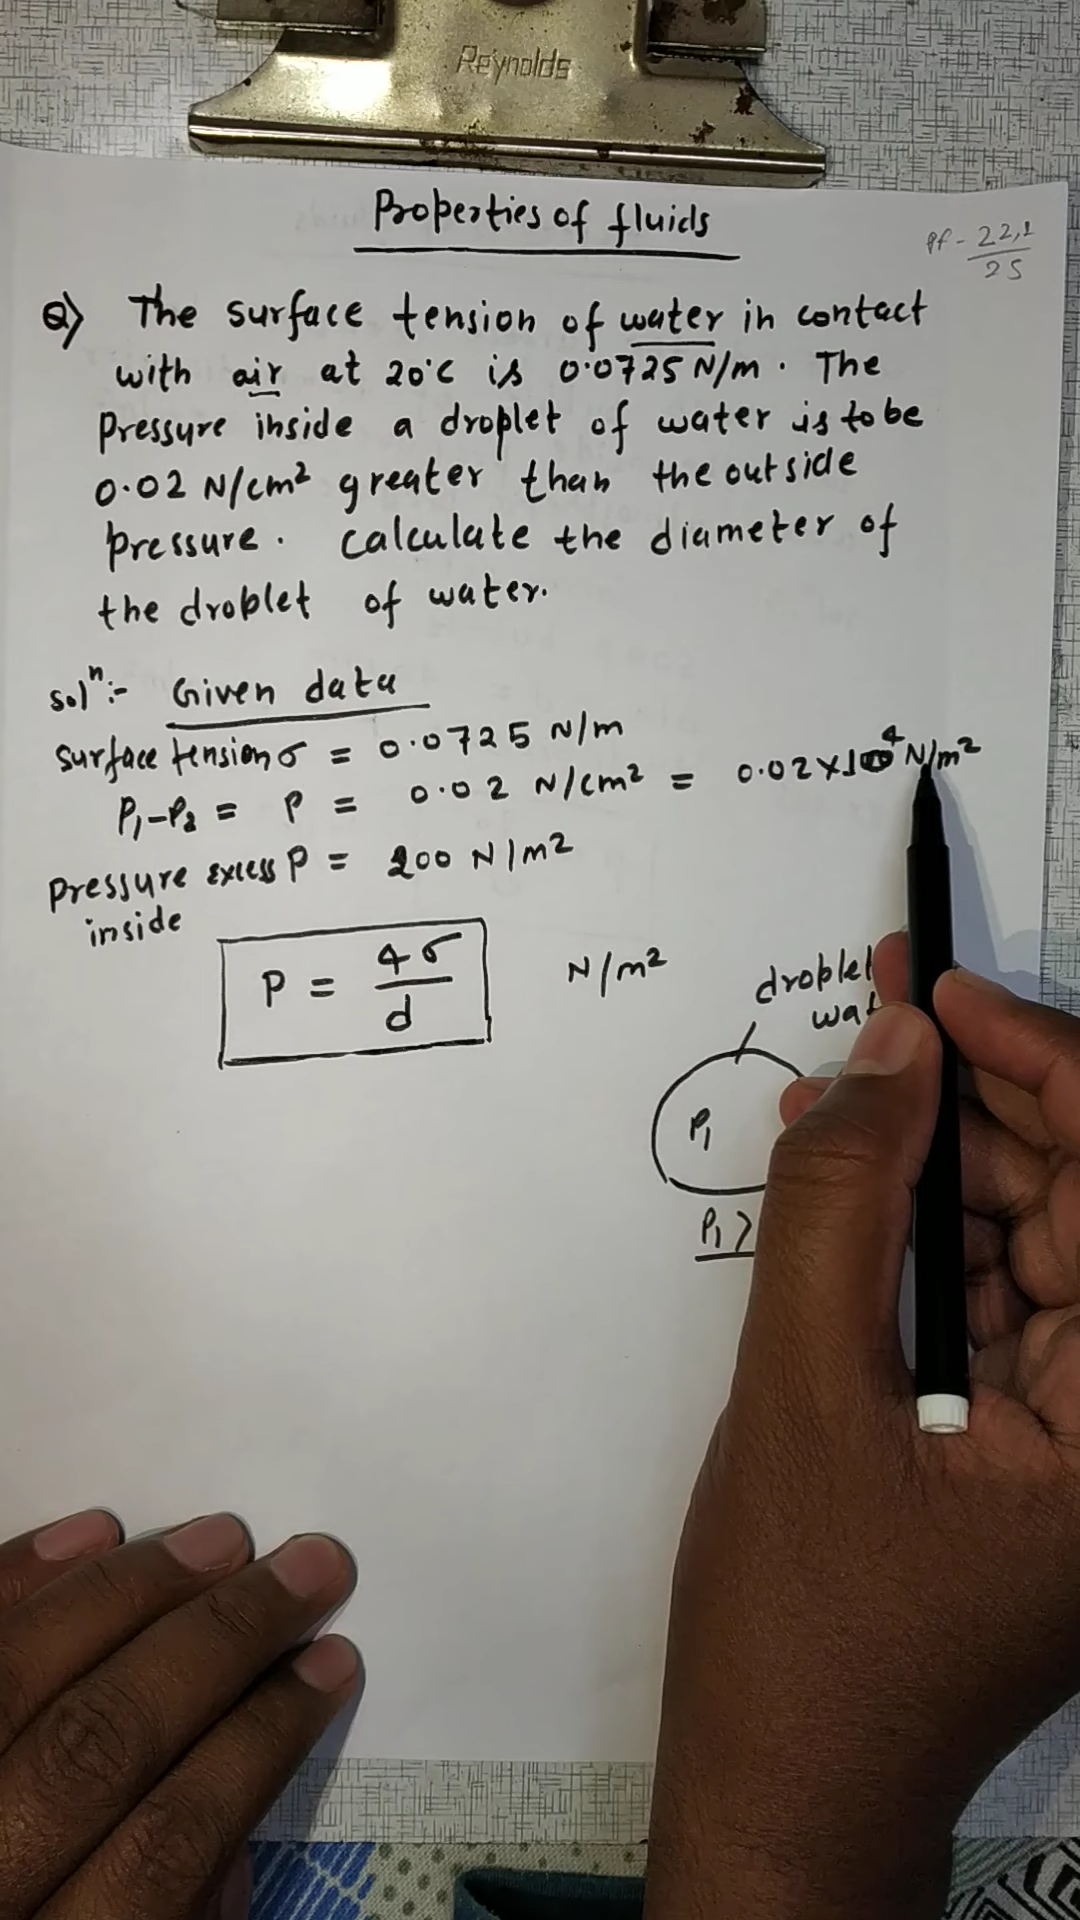 Reynolds
Properties of fluids
Pf - 22,1
25
Q) The surface tension of water in contact
with air at 20°C is 0.0725 N/m. The
Pressure inside a droplet of water is to be
0.02 N/cm² greater than the outside
pressure. Calculate the diameter of
the droplet of water.
Solⁿ:- Given data
Surface tension σ = 0.0725 N/m
P₁-P₂ = P = 0.02 N/cm² = 0.02×10⁴ N/m²
Pressure excess P = 200 N/m²
inside
P = 4σ/d
N/m²
droplet
wat
P₁
P₁ >